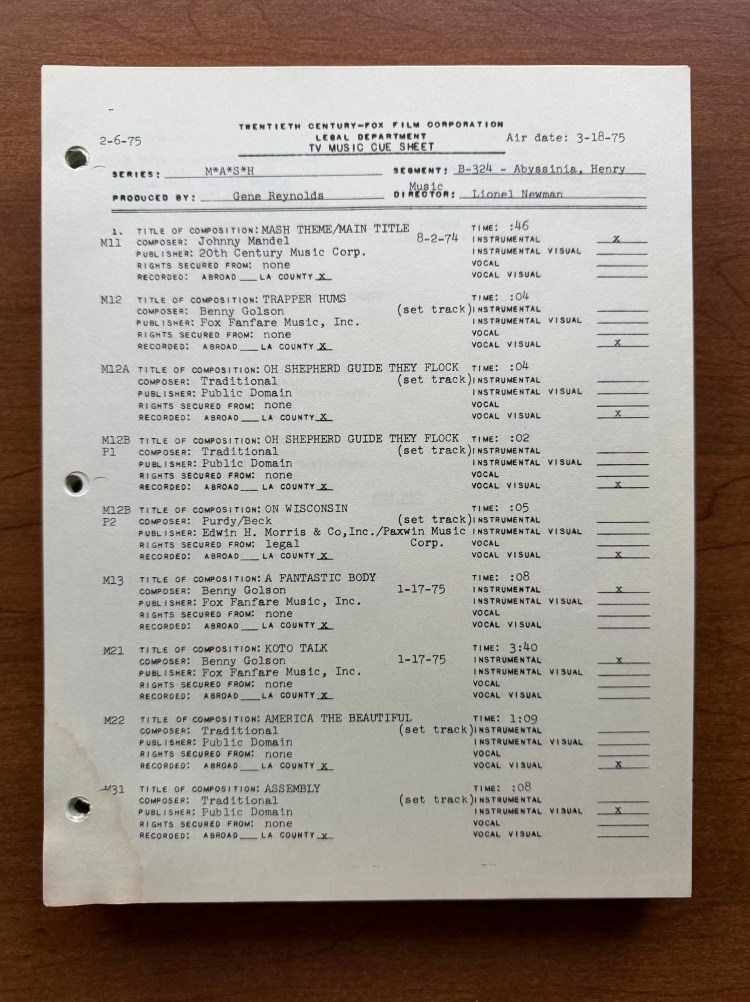 TWENTIETH CENTURY-FOX FILM CORPORATION
2-6-75 LEGAL DEPARTMENT Air date: 3-18-75
TV MUSIC CUE SHEET
SERIES: M*A*S*H SEGMENT: B-324 - Abyssinia, Henry
Music
PRODUCED BY: Gene Reynolds DIRECTOR: Lionel Newman
1. TITLE OF COMPOSITION: MASH THEME/MAIN TITLE TIME: :46
M11 COMPOSER: Johnny Mandel 8-2-74 INSTRUMENTAL x
PUBLISHER: 20th Century Music Corp. INSTRUMENTAL VISUAL
RIGHTS SECURED FROM: none VOCAL
RECORDED: ABROAD ___ LA COUNTY X VOCAL VISUAL
M12 TITLE OF COMPOSITION: TRAPPER HUMS TIME: :04
COMPOSER: Benny Golson (set track) INSTRUMENTAL
PUBLISHER: Fox Fanfare Music, Inc. INSTRUMENTAL VISUAL
RIGHTS SECURED FROM: none VOCAL
RECORDED: ABROAD ___ LA COUNTY X VOCAL VISUAL x
M12A TITLE OF COMPOSITION: OH SHEPHERD GUIDE THEY FLOCK TIME: :04
COMPOSER: Traditional (set track) INSTRUMENTAL
PUBLISHER: Public Domain INSTRUMENTAL VISUAL
RIGHTS SECURED FROM: none VOCAL
RECORDED: ABROAD ___ LA COUNTY X VOCAL VISUAL x
M12B TITLE OF COMPOSITION: OH SHEPHERD GUIDE THEY FLOCK TIME: :02
P1 COMPOSER: Traditional (set track) INSTRUMENTAL
PUBLISHER: Public Domain INSTRUMENTAL VISUAL
RIGHTS SECURED FROM: none VOCAL
RECORDED: ABROAD ___ LA COUNTY X VOCAL VISUAL x
M12B TITLE OF COMPOSITION: ON WISCONSIN TIME: :05
P2 COMPOSER: Purdy/Beck (set track) INSTRUMENTAL
PUBLISHER: Edwin H. Morris & Co,Inc./Paxwin Music INSTRUMENTAL VISUAL
RIGHTS SECURED FROM: legal Corp. VOCAL
RECORDED: ABROAD ___ LA COUNTY X VOCAL VISUAL x
M13 TITLE OF COMPOSITION: A FANTASTIC BODY TIME: :08
COMPOSER: Benny Golson 1-17-75 INSTRUMENTAL x
PUBLISHER: Fox Fanfare Music, Inc. INSTRUMENTAL VISUAL
RIGHTS SECURED FROM: none VOCAL
RECORDED: ABROAD ___ LA COUNTY X VOCAL VISUAL
M21 TITLE OF COMPOSITION: KOTO TALK TIME: 3:40
COMPOSER: Benny Golson 1-17-75 INSTRUMENTAL x
PUBLISHER: Fox Fanfare Music, Inc. INSTRUMENTAL VISUAL
RIGHTS SECURED FROM: none VOCAL
RECORDED: ABROAD ___ LA COUNTY X VOCAL VISUAL
M22 TITLE OF COMPOSITION: AMERICA THE BEAUTIFUL TIME: 1:09
COMPOSER: Traditional (set track) INSTRUMENTAL
PUBLISHER: Public Domain INSTRUMENTAL VISUAL
RIGHTS SECURED FROM: none VOCAL
RECORDED: ABROAD ___ LA COUNTY X VOCAL VISUAL x
M31 TITLE OF COMPOSITION: ASSEMBLY TIME: :08
COMPOSER: Traditional (set track) INSTRUMENTAL
PUBLISHER: Public Domain INSTRUMENTAL VISUAL x
RIGHTS SECURED FROM: none VOCAL
RECORDED: ABROAD ___ LA COUNTY x VOCAL VISUAL